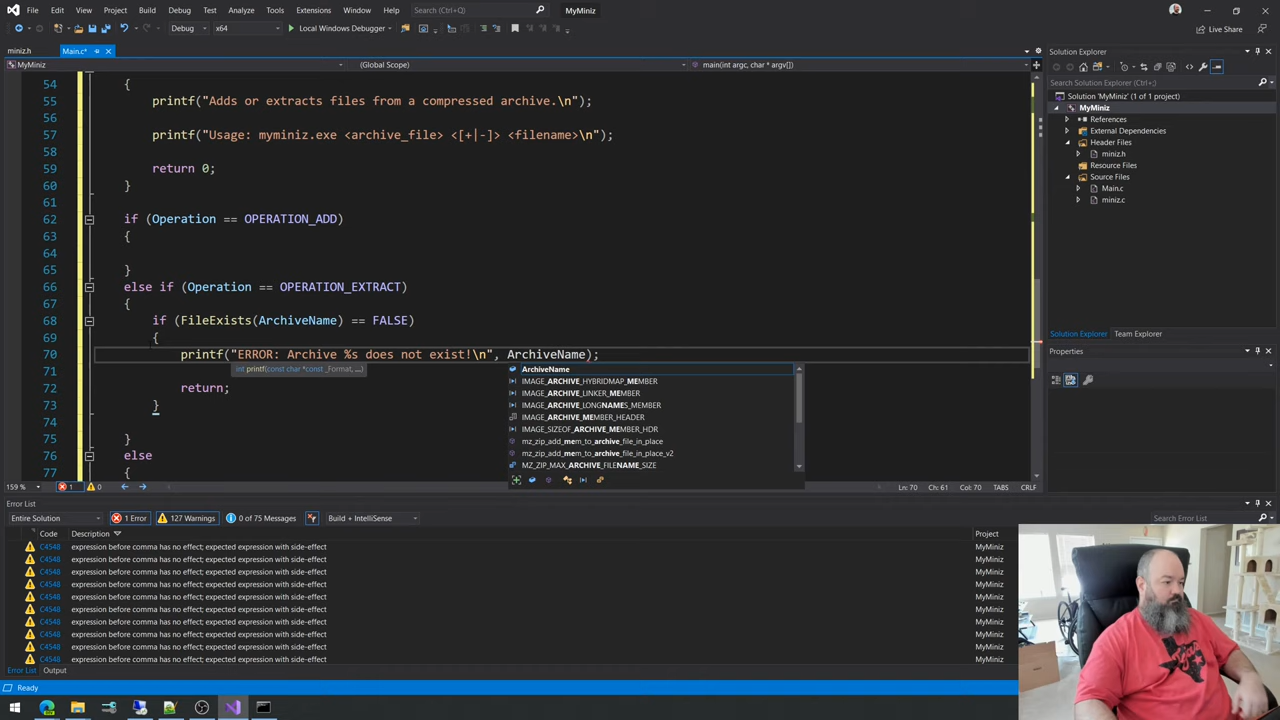 File Edit View Git Project Build Debug Test Analyze Tools Extensions Window Help Search (Ctrl+Q) MyMiniz
Debug x64 Local Windows Debugger Live Share
miniz.h
Main.c*
MyMiniz (Global Scope) main(int argc, char * argv[])
54 {
55 printf("Adds or extracts files from a compressed archive.\n");
56
57 printf("Usage: myminiz.exe <archive_file> <[+|-]> <filename>\n");
58
59 return 0;
60 }
61
62 if (Operation == OPERATION_ADD)
63 {
64
65 }
66 else if (Operation == OPERATION_EXTRACT)
67 {
68 if (FileExists(ArchiveName) == FALSE)
69 {
70 printf("ERROR: Archive %s does not exist!\n", ArchiveName);
71 int printf(const char *const _Format, ...)
72 return;
73 }
74
75 }
76 else
77 {
ArchiveName
IMAGE_ARCHIVE_HYBRIDMAP_MEMBER
IMAGE_ARCHIVE_LINKER_MEMBER
IMAGE_ARCHIVE_LONGNAMES_MEMBER
IMAGE_ARCHIVE_MEMBER_HEADER
IMAGE_SIZEOF_ARCHIVE_MEMBER_HDR
mz_zip_add_mem_to_archive_file_in_place
mz_zip_add_mem_to_archive_file_in_place_v2
MZ_ZIP_MAX_ARCHIVE_FILENAME_SIZE
159 % 1 0 Ln: 70 Ch: 61 Col: 70 TABS CRLF
Error List
Entire Solution 1 Error 127 Warnings 0 of 75 Messages Build + IntelliSense Search Error List
Code Description Project
C4548 expression before comma has no effect; expected expression with side-effect MyMiniz
C4548 expression before comma has no effect; expected expression with side-effect MyMiniz
C4548 expression before comma has no effect; expected expression with side-effect MyMiniz
C4548 expression before comma has no effect; expected expression with side-effect MyMiniz
C4548 expression before comma has no effect; expected expression with side-effect MyMiniz
C4548 expression before comma has no effect; expected expression with side-effect MyMiniz
C4548 expression before comma has no effect; expected expression with side-effect MyMiniz
C4548 expression before comma has no effect; expected expression with side-effect MyMiniz
C4548 expression before comma has no effect; expected expression with side-effect MyMiniz
C4548 expression before comma has no effect; expected expression with side-effect MyMiniz
Error List Output
Ready
Solution Explorer
Search Solution Explorer (Ctrl+;)
Solution 'MyMiniz' (1 of 1 project)
MyMiniz
References
External Dependencies
Header Files
miniz.h
Resource Files
Source Files
Main.c
miniz.c
Solution Explorer Team Explorer
Properties